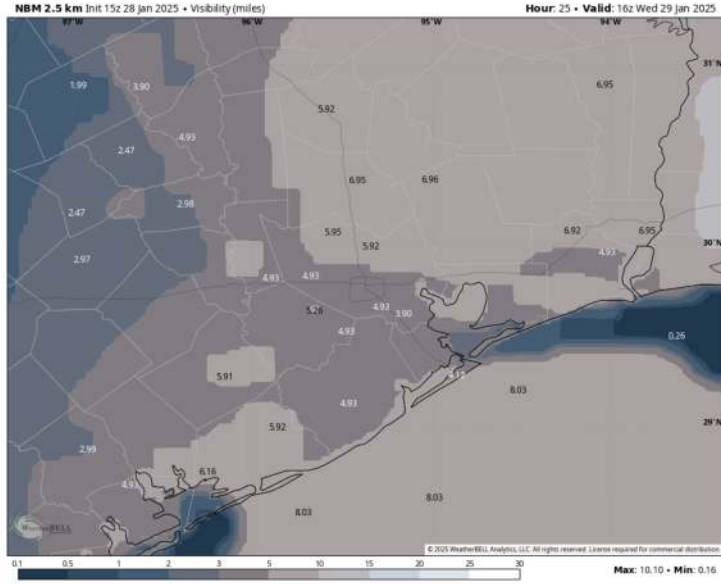 NBM 2.5 km Init 15z 28 Jan 2025 • Visibility (miles)
Hour: 25 • Valid: 16z Wed 29 Jan 2025
97°W 96°W 95°W 94°W
31°N
1.99 3.90 6.95
5.92
4.93
2.47
6.95 6.96
2.98
2.47
5.95 6.92 6.95
30°N
5.92
2.97 4.93
4.93 4.93
4.93
5.26 3.90
4.93 0.26
5.91
8.03
4.93
5.92 29°N
2.99
6.16
8.03
8.03
WEATHERBELL
© 2025 WeatherBELL Analytics, LLC. All rights reserved. License required for commercial distribution.
0.1 0.5 1 2 3 5 10 15 20 25 30
Max: 10.10 • Min: 0.16